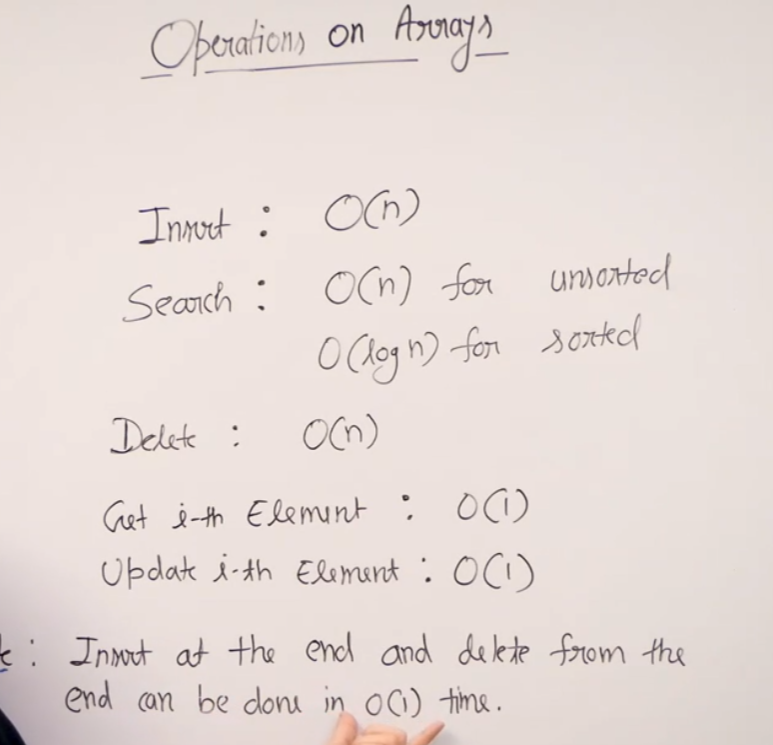 Operations on Arrays
Insert : O(n)
Search : O(n) for unsorted
O(log n) for sorted
Delete : O(n)
Get i-th Element : O(1)
Update i-th Element : O(1)
: Insert at the end and delete from the
end can be done in O(1) time.